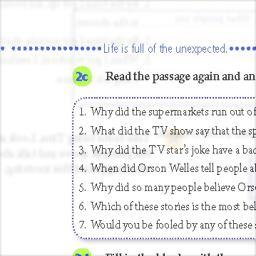 Life is full of the unexpected.
2c Read the passage again and an
1. Why did the supermarkets run out of
2. What did the TV show say that the sp
3. Why did the TV star's joke have a bad
4. When did Orson Welles tell people ab
5. Why did so many people believe Ors
6. Which of these stories is the most bel
7. Would you be fooled by any of these s